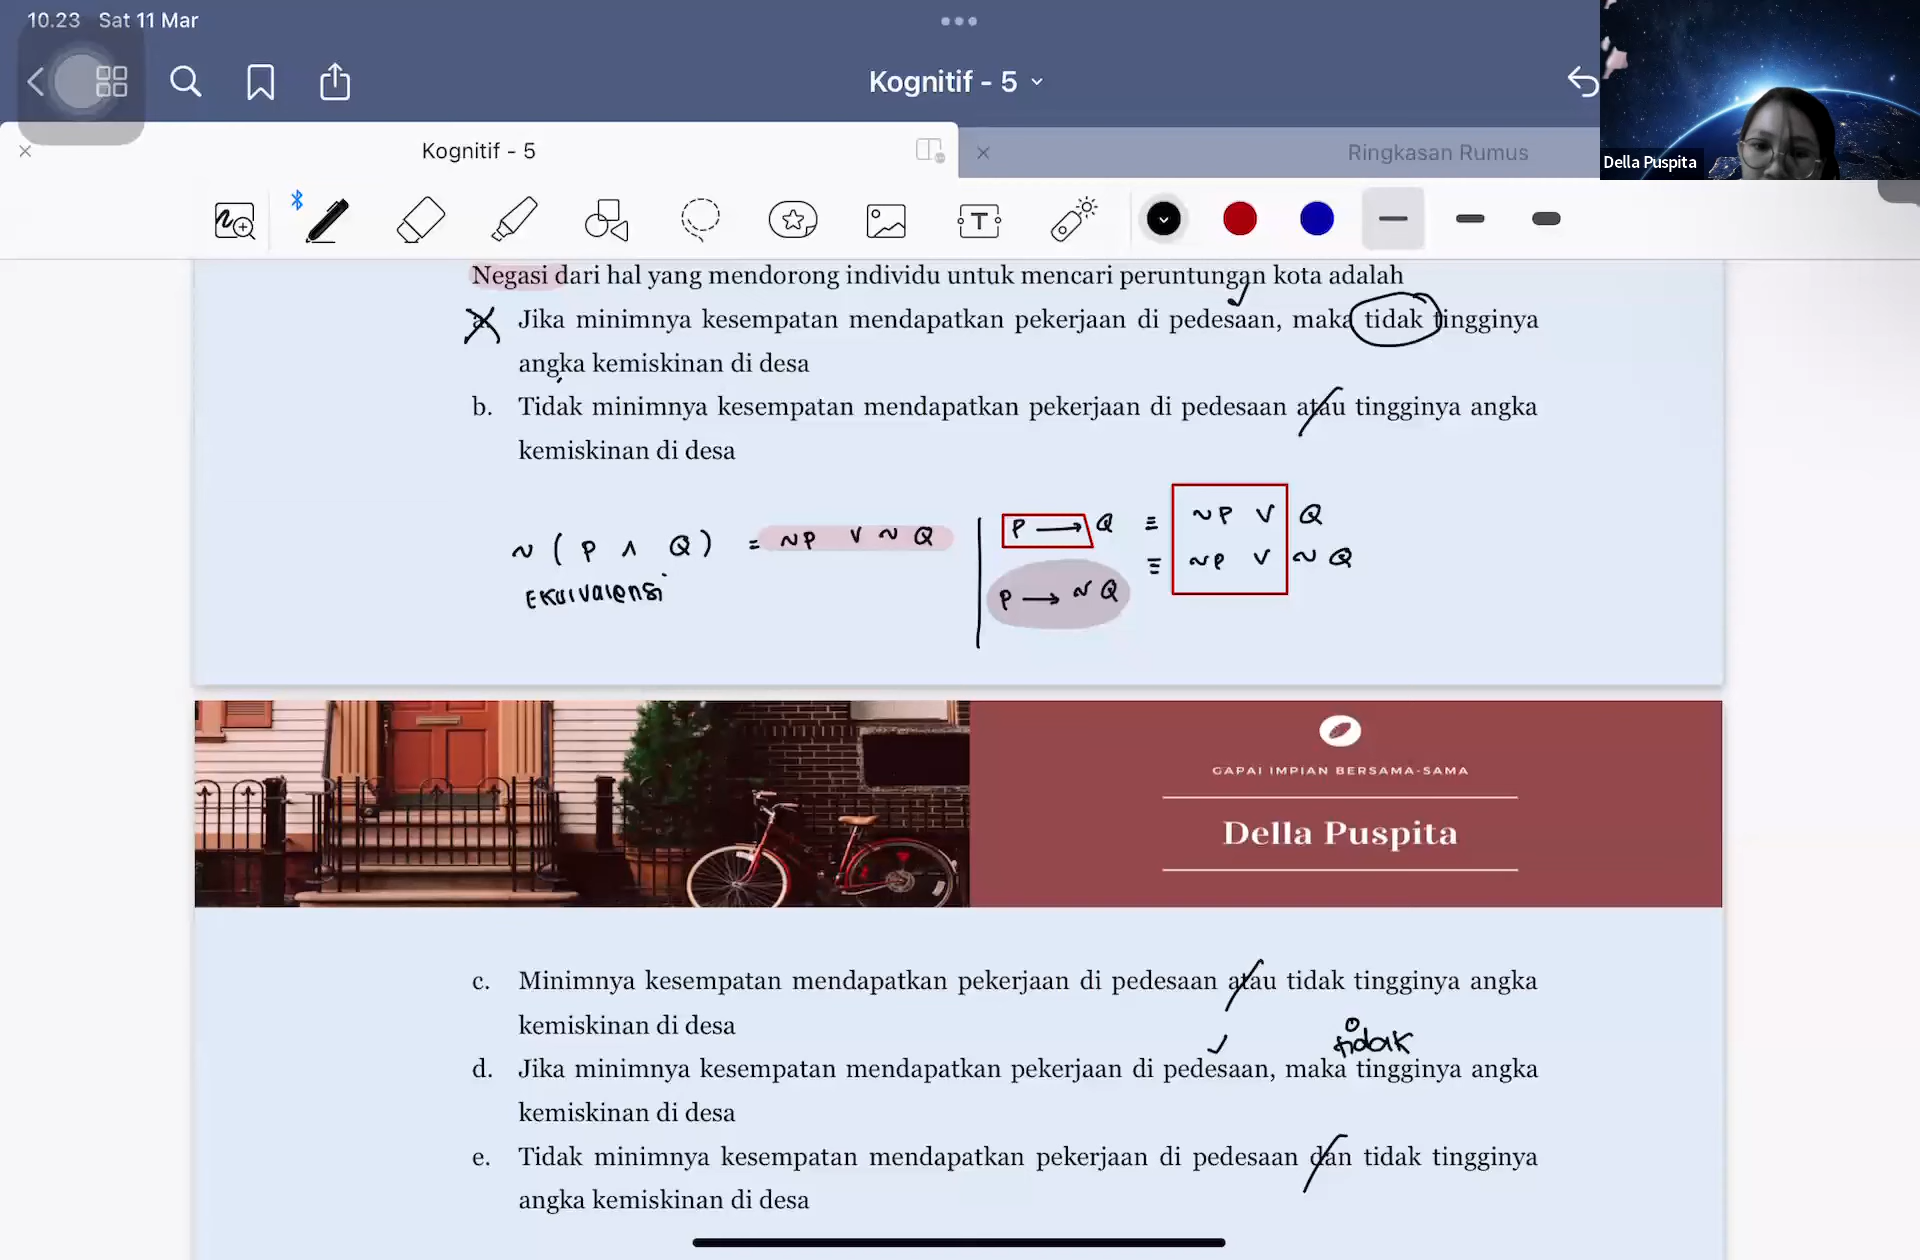 10.23 Sat 11 Mar
Kognitif - 5
Della Puspita
Kognitif - 5
Ringkasan Rumus
T
Negasi dari hal yang mendorong individu untuk mencari peruntungan kota adalah
a. Jika minimnya kesempatan mendapatkan pekerjaan di pedesaan, maka tidak tingginya
angka kemiskinan di desa
b. Tidak minimnya kesempatan mendapatkan pekerjaan di pedesaan atau tingginya angka
kemiskinan di desa
~ ( P ∧ Q ) = ~P ∨ ~ Q
Ekuivalensi
P → Q ≡ ~P ∨ Q
≡ ~P ∨ ~ Q
P → ~ Q
GAPAI IMPIAN BERSAMA-SAMA
Della Puspita
c. Minimnya kesempatan mendapatkan pekerjaan di pedesaan atau tidak tingginya angka
kemiskinan di desa
tidak
d. Jika minimnya kesempatan mendapatkan pekerjaan di pedesaan, maka tingginya angka
kemiskinan di desa
e. Tidak minimnya kesempatan mendapatkan pekerjaan di pedesaan dan tidak tingginya
angka kemiskinan di desa